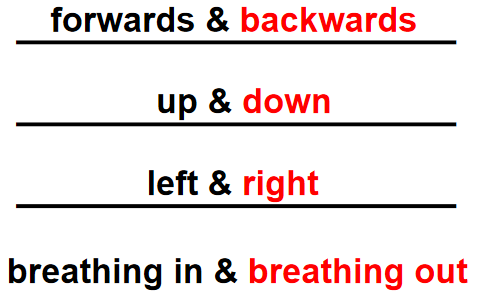 forwards & backwards
up & down
left & right
breathing in & breathing out